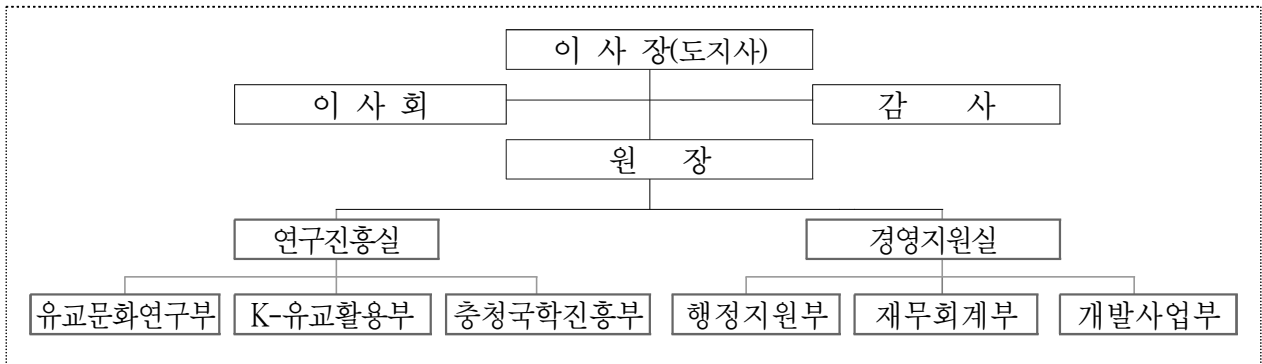 이 사 장(도지사)
이 사 회 감 사
원 장
연구진흥실 경영지원실
유교문화연구부 K-유교활용부 충청국학진흥부 행정지원부 재무회계부 개발사업부